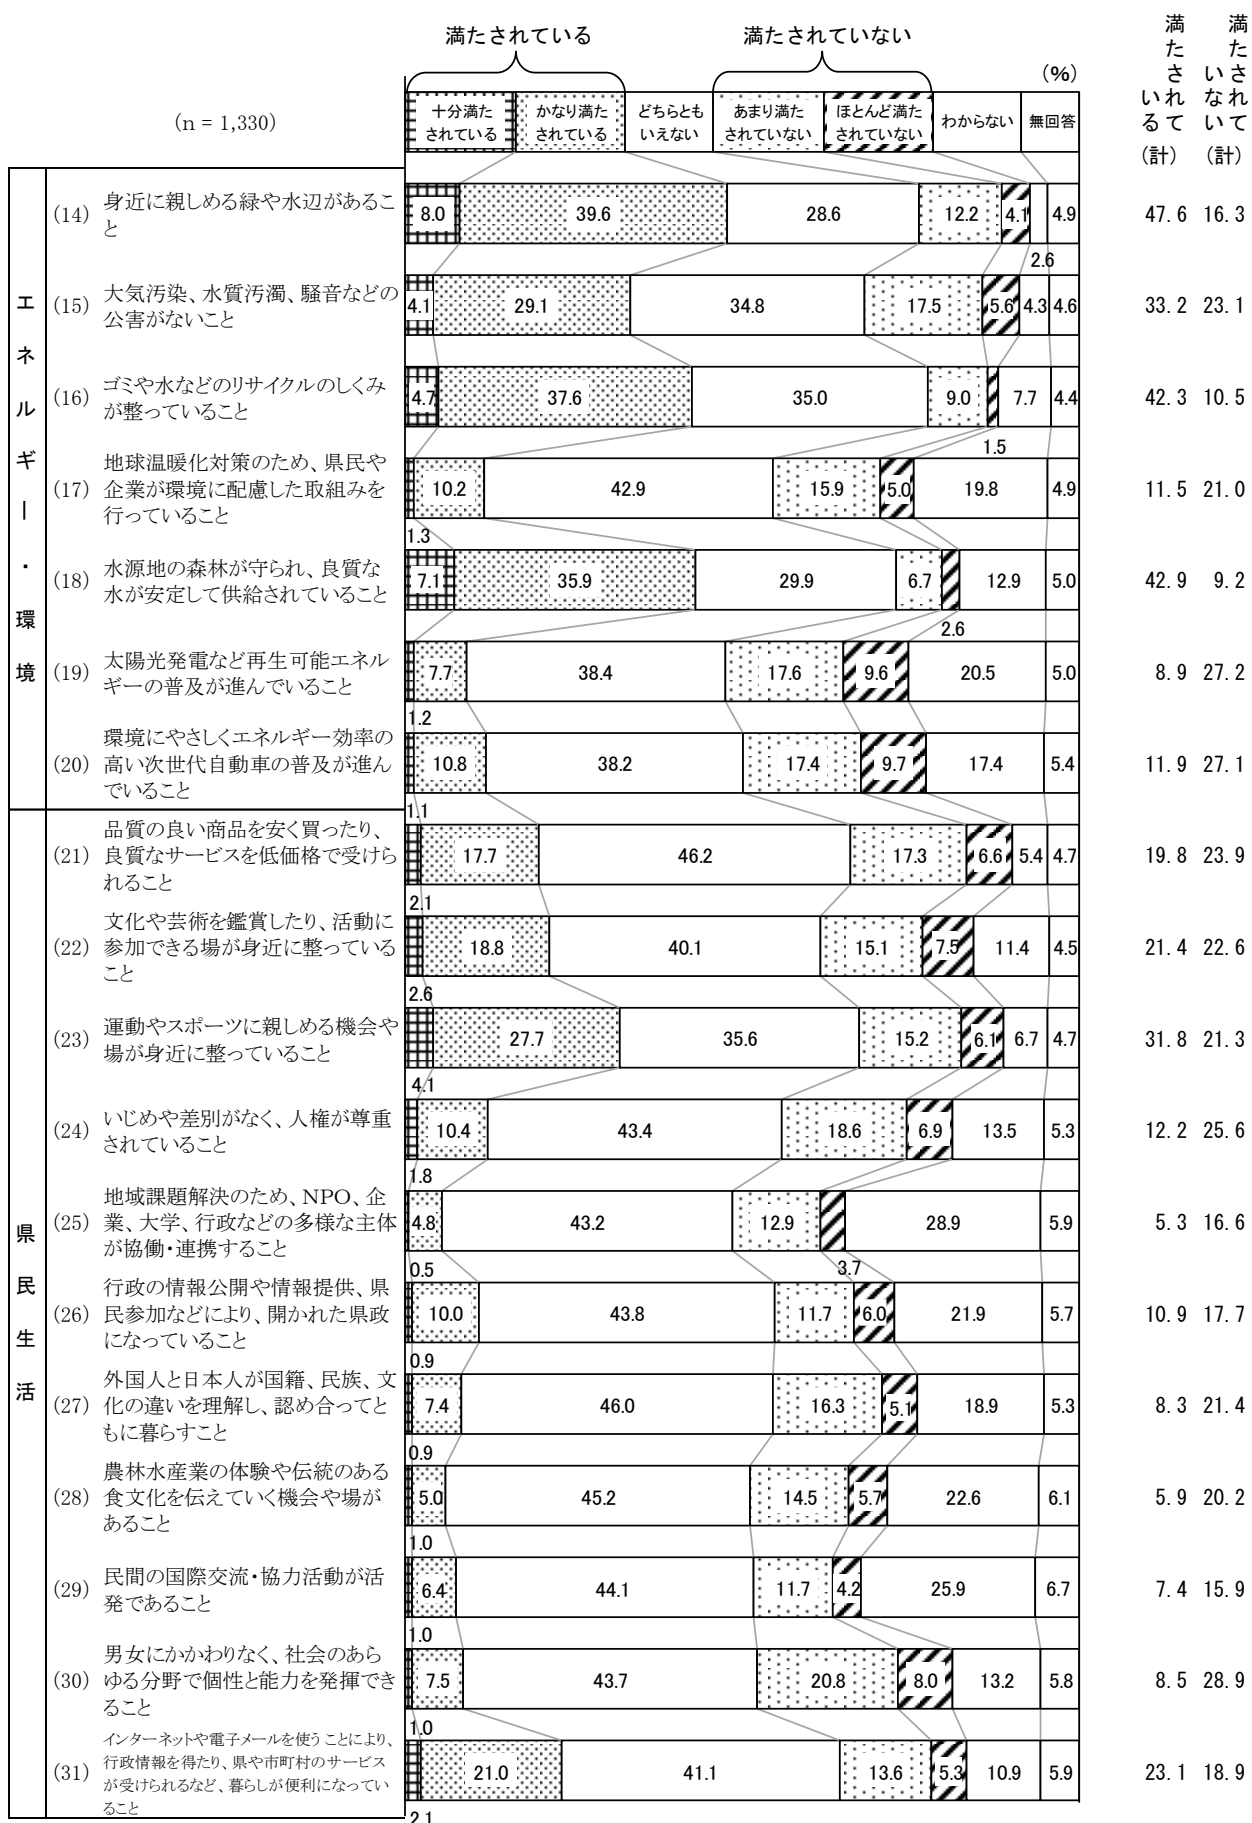 満たされている 満たされていない
(%)
満たされている(計)
満たされていない(計)
(n = 1,330)
十分満た
されている
かなり満た
されている
どちらとも
いえない
あまり満た
されていない
ほとんど満た
されていない
わからない
無回答
エネルギー・環境
(14) 身近に親しめる緑や水辺があるこ
と
8.0 39.6 28.6 12.2 4.1 4.9 47.6 16.3
2.6
(15) 大気汚染、水質汚濁、騒音などの
公害がないこと
4.1 29.1 34.8 17.5 5.6 4.3 4.6 33.2 23.1
(16) ゴミや水などのリサイクルのしくみ
が整っていること
4.7 37.6 35.0 9.0 7.7 4.4 42.3 10.5
1.5
(17) 地球温暖化対策のため、県民や
企業が環境に配慮した取組みを
行っていること
10.2 42.9 15.9 5.0 19.8 4.9 11.5 21.0
1.3
(18) 水源地の森林が守られ、良質な
水が安定して供給されていること
7.1 35.9 29.9 6.7 12.9 5.0 42.9 9.2
2.6
(19) 太陽光発電など再生可能エネル
ギーの普及が進んでいること
7.7 38.4 17.6 9.6 20.5 5.0 8.9 27.2
1.2
(20) 環境にやさしくエネルギー効率の
高い次世代自動車の普及が進ん
でいること
10.8 38.2 17.4 9.7 17.4 5.4 11.9 27.1
1.1
県民生活
(21) 品質の良い商品を安く買ったり、
良質なサービスを低価格で受けら
れること
17.7 46.2 17.3 6.6 5.4 4.7 19.8 23.9
2.1
(22) 文化や芸術を鑑賞したり、活動に
参加できる場が身近に整っている
こと
18.8 40.1 15.1 7.5 11.4 4.5 21.4 22.6
2.6
(23) 運動やスポーツに親しめる機会や
場が身近に整っていること
27.7 35.6 15.2 6.1 6.7 4.7 31.8 21.3
4.1
(24) いじめや差別がなく、人権が尊重
されていること
10.4 43.4 18.6 6.9 13.5 5.3 12.2 25.6
1.8
(25) 地域課題解決のため、NPO、企
業、大学、行政などの多様な主体
が協働・連携すること
4.8 43.2 12.9 28.9 5.9 5.3 16.6
0.5 3.7
(26) 行政の情報公開や情報提供、県
民参加などにより、開かれた県政
になっていること
10.0 43.8 11.7 6.0 21.9 5.7 10.9 17.7
0.9
(27) 外国人と日本人が国籍、民族、文
化の違いを理解し、認め合ってと
もに暮らすこと
7.4 46.0 16.3 5.1 18.9 5.3 8.3 21.4
0.9
(28) 農林水産業の体験や伝統のある
食文化を伝えていく機会や場が
あること
5.0 45.2 14.5 5.7 22.6 6.1 5.9 20.2
1.0
(29) 民間の国際交流・協力活動が活
発であること
6.4 44.1 11.7 4.2 25.9 6.7 7.4 15.9
1.0
(30) 男女にかかわりなく、社会のあら
ゆる分野で個性と能力を発揮でき
ること
7.5 43.7 20.8 8.0 13.2 5.8 8.5 28.9
1.0
(31) インターネットや電子メールを使うことにより、
行政情報を得たり、県や市町村のサービス
が受けられるなど、暮らしが便利になってい
ること
21.0 41.1 13.6 5.3 10.9 5.9 23.1 18.9
2.1